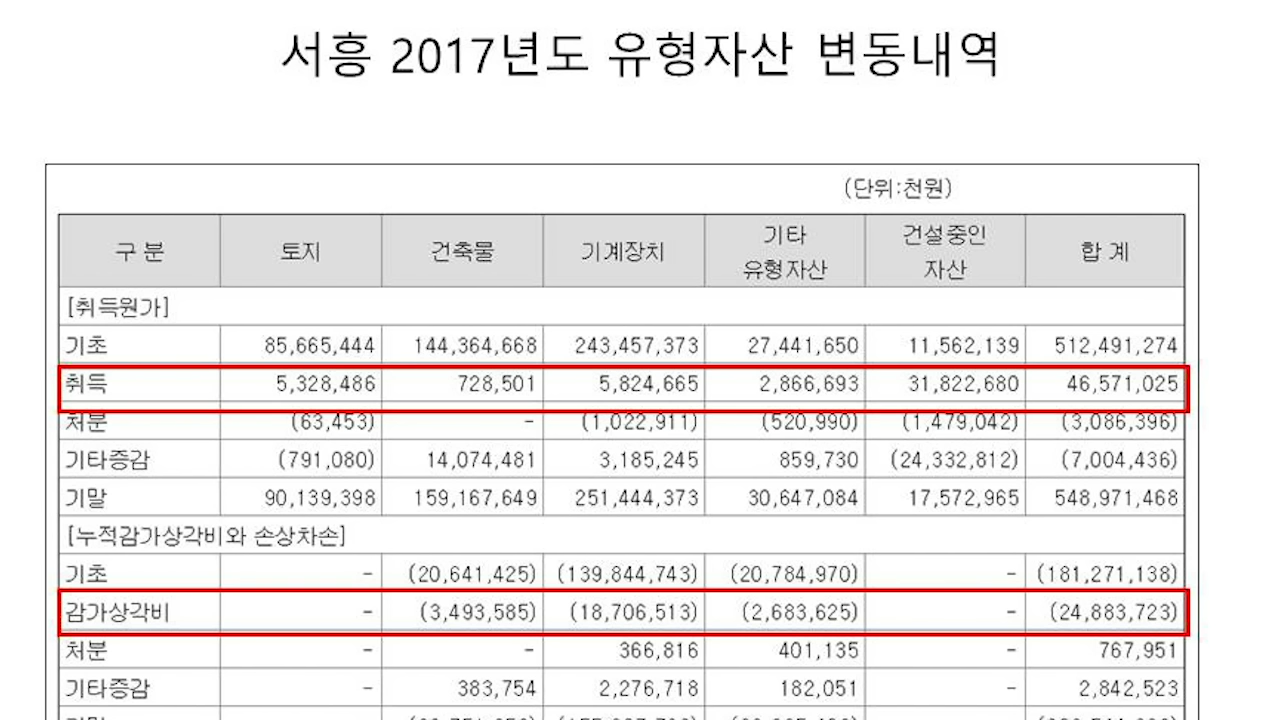 서흥 2017년도 유형자산 변동내역
(단위:천원)
구 분 토지 건축물 기계장치 기타 유형자산 건설중인 자산 합 계
[취득원가]
기초 85,665,444 144,364,668 243,457,373 27,441,650 11,562,139 512,491,274
취득 5,328,486 728,501 5,824,665 2,866,693 31,822,680 46,571,025
처분 (63,453) - (1,022,911) (520,990) (1,479,042) (3,086,396)
기타증감 (791,080) 14,074,481 3,185,245 859,730 (24,332,812) (7,004,436)
기말 90,139,398 159,167,649 251,444,373 30,647,084 17,572,965 548,971,468
[누적감가상각비와 손상차손]
기초 - (20,641,425) (139,844,743) (20,784,970) - (181,271,138)
감가상각비 - (3,493,585) (18,706,513) (2,683,625) - (24,883,723)
처분 - - 366,816 401,135 - 767,951
기타증감 - 383,754 2,276,718 182,051 - 2,842,523